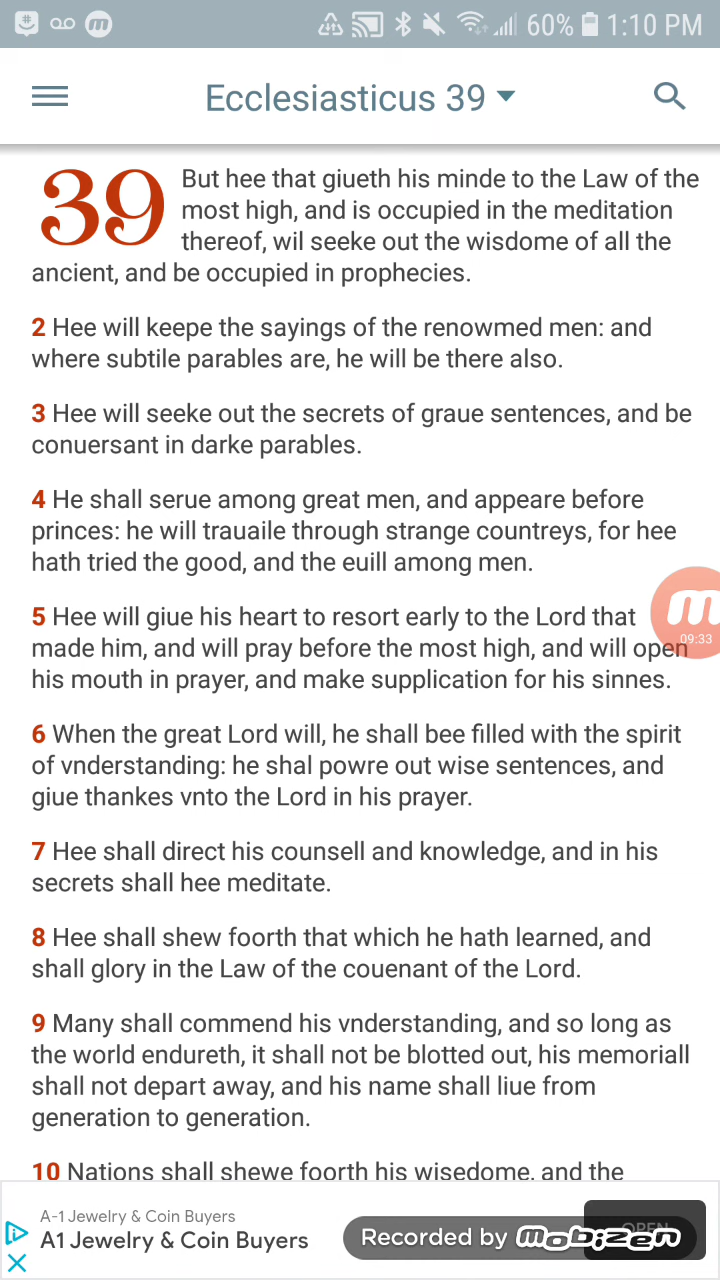 60% 1:10 PM
Ecclesiasticus 39
39 But hee that giueth his minde to the Law of the
most high, and is occupied in the meditation
thereof, wil seeke out the wisdome of all the
ancient, and be occupied in prophecies.
2 Hee will keepe the sayings of the renowmed men: and
where subtile parables are, he will be there also.
3 Hee will seeke out the secrets of graue sentences, and be
conuersant in darke parables.
4 He shall serue among great men, and appeare before
princes: he will trauaile through strange countreys, for hee
hath tried the good, and the euill among men.
5 Hee will giue his heart to resort early to the Lord that
made him, and will pray before the most high, and will open
his mouth in prayer, and make supplication for his sinnes.
m
09:33
6 When the great Lord will, he shall bee filled with the spirit
of vnderstanding: he shal powre out wise sentences, and
giue thankes vnto the Lord in his prayer.
7 Hee shall direct his counsell and knowledge, and in his
secrets shall hee meditate.
8 Hee shall shew foorth that which he hath learned, and
shall glory in the Law of the couenant of the Lord.
9 Many shall commend his vnderstanding, and so long as
the world endureth, it shall not be blotted out, his memoriall
shall not depart away, and his name shall liue from
generation to generation.
10 Nations shall shewe foorth his wisedome, and the
A-1 Jewelry & Coin Buyers
A1 Jewelry & Coin Buyers
OPEN
Recorded by mobizen